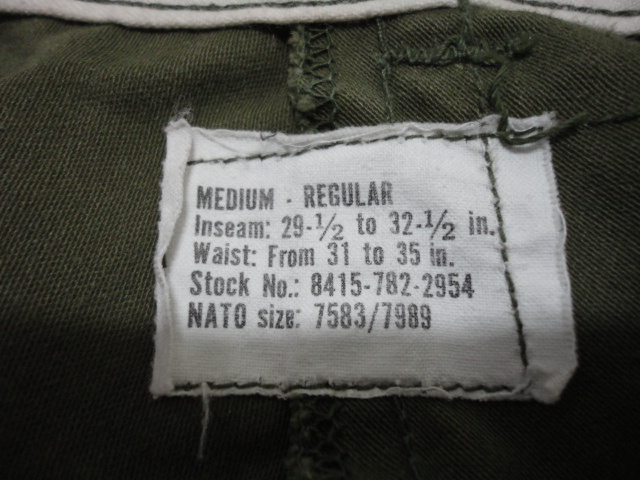 MEDIUM - REGULAR
Inseam: 29-1/2 to 32-1/2 in.
Waist: From 31 to 35 in.
Stock No.: 8415-782-2954
NATO size: 7583/7989